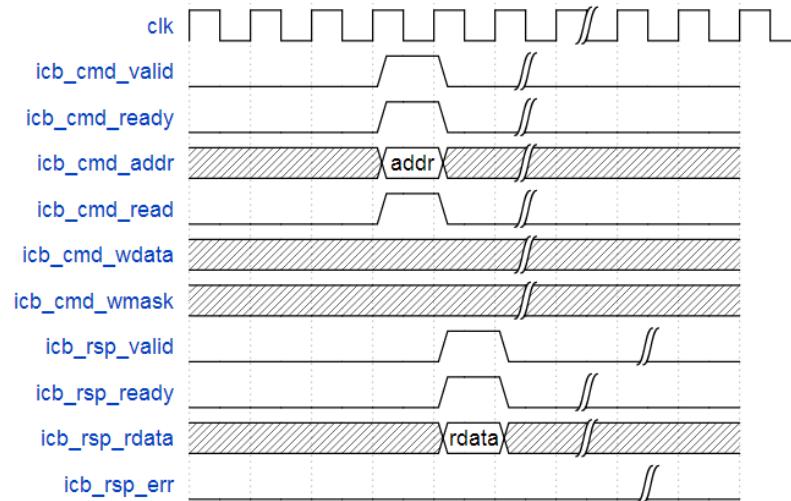 clk
icb_cmd_valid
icb_cmd_ready
icb_cmd_addr
addr
icb_cmd_read
icb_cmd_wdata
icb_cmd_wmask
icb_rsp_valid
icb_rsp_ready
icb_rsp_rdata
rdata
icb_rsp_err